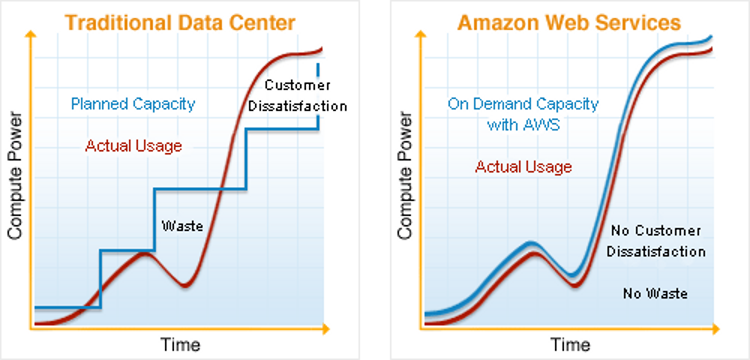 Traditional Data Center
Compute Power
Planned Capacity
Actual Usage
Customer
Dissatisfaction
Waste
Time
Amazon Web Services
Compute Power
On Demand Capacity
with AWS
Actual Usage
No Customer
Dissatisfaction
No Waste
Time